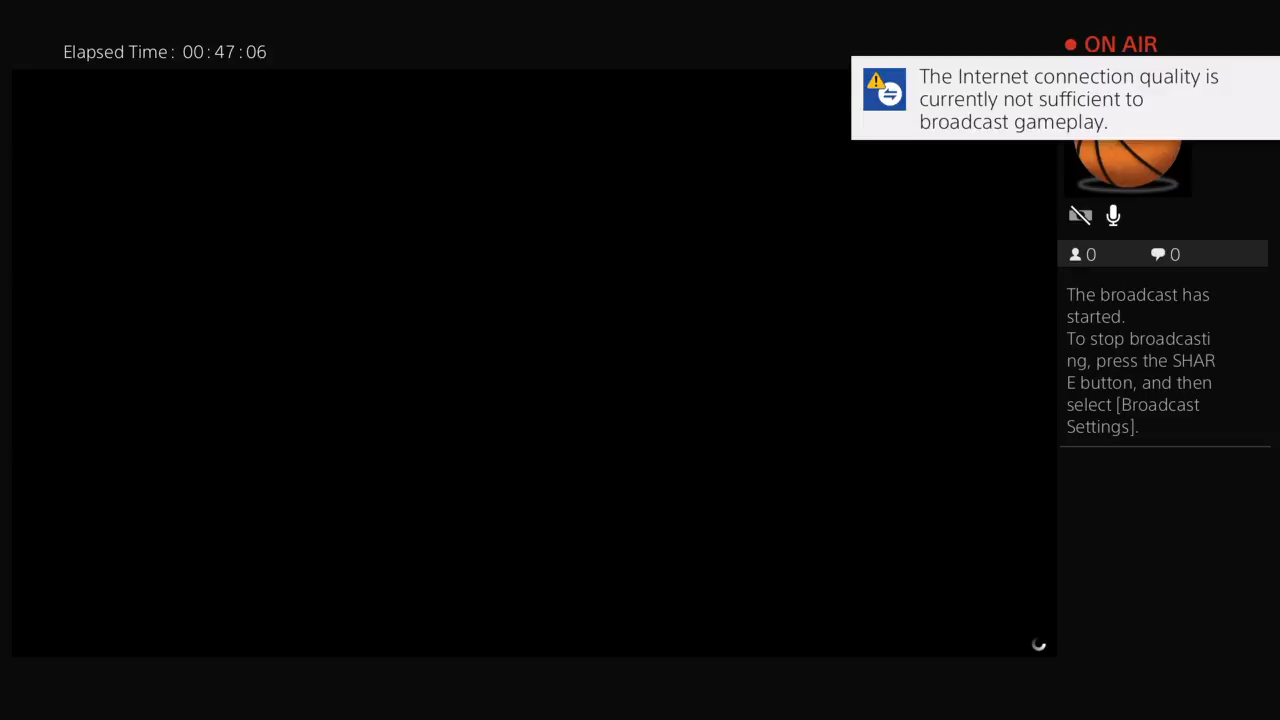 Elapsed Time: 00:47:06
ON AIR
The Internet connection quality is
currently not sufficient to
broadcast gameplay.
0
0
The broadcast has
started.
To stop broadcasti
ng, press the SHAR
E button, and then
select [Broadcast
Settings].